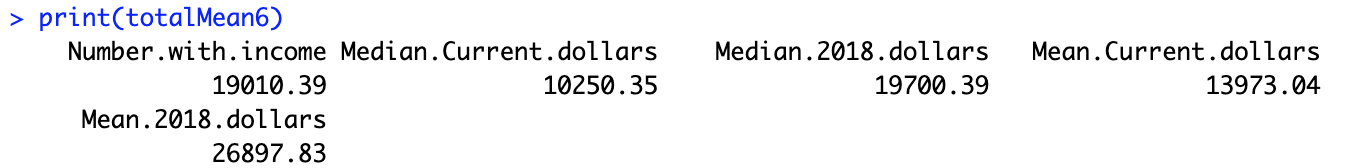 > print(totalMean6)
Number.with.income Median.Current.dollars Median.2018.dollars Mean.Current.dollars
19010.39 10250.35 19700.39 13973.04
Mean.2018.dollars
26897.83